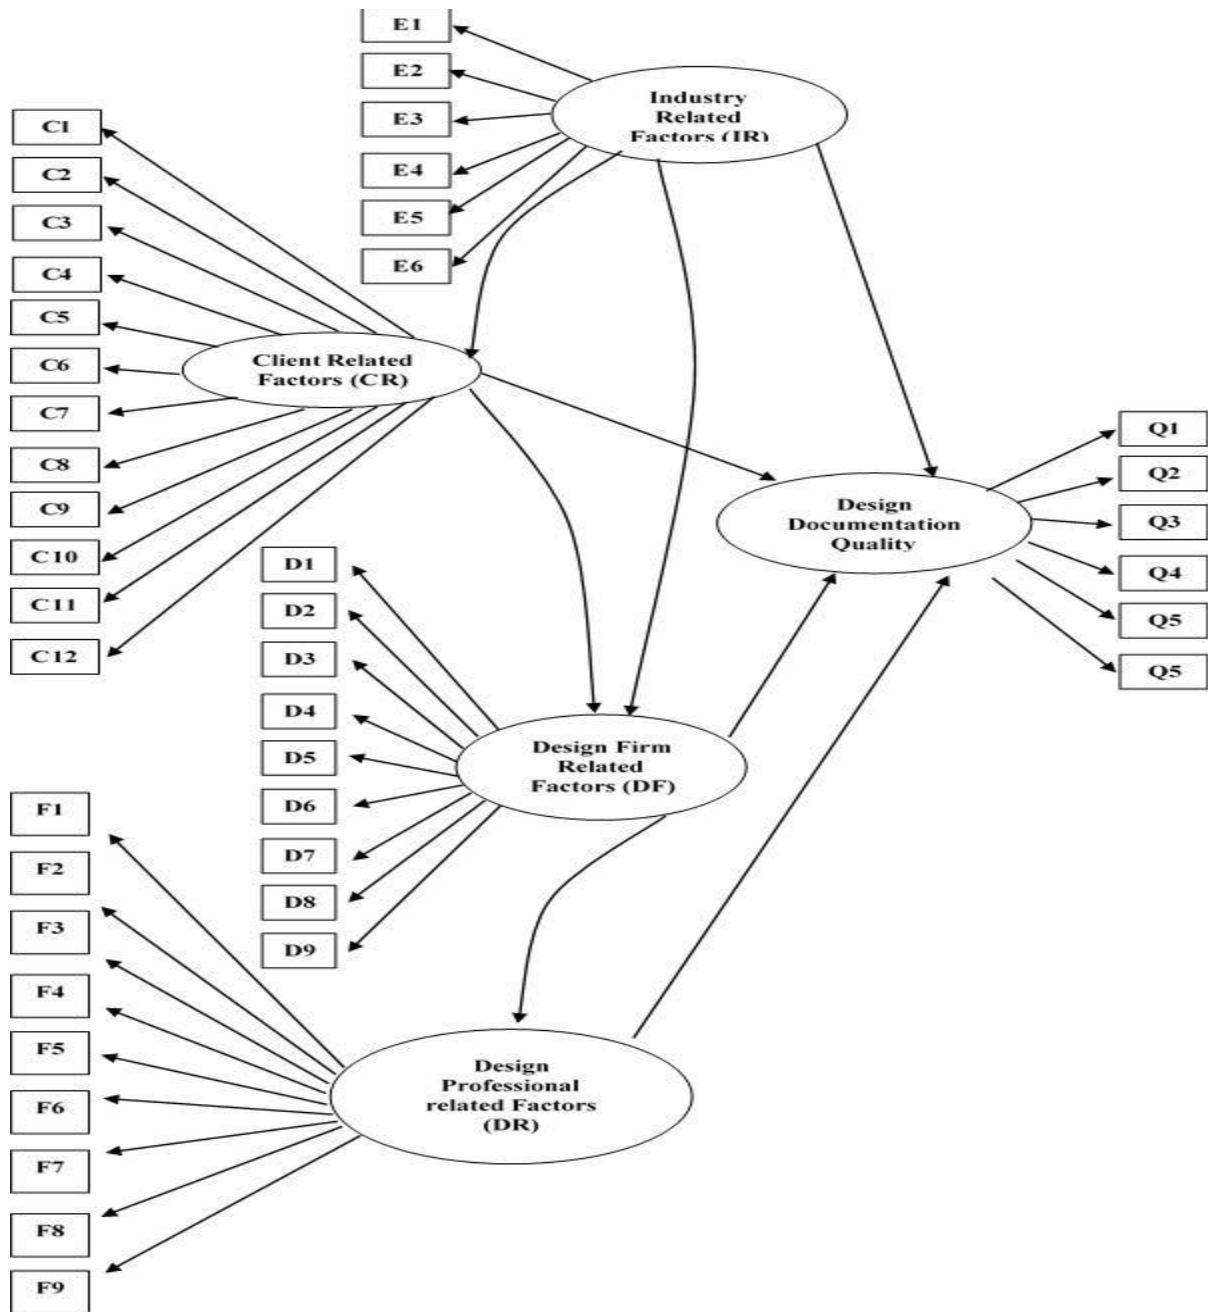 E1
E2
E3
E4
E5
E6
Industry
Related
Factors (IR)
C1
C2
C3
C4
C5
C6
C7
C8
C9
C10
C11
C12
Client Related
Factors (CR)
Q1
Q2
Q3
Q4
Q5
Q5
Design
Documentation
Quality
D1
D2
D3
D4
D5
D6
D7
D8
D9
Design Firm
Related
Factors (DF)
F1
F2
F3
F4
F5
F6
F7
F8
F9
Design
Professional
related Factors
(DR)